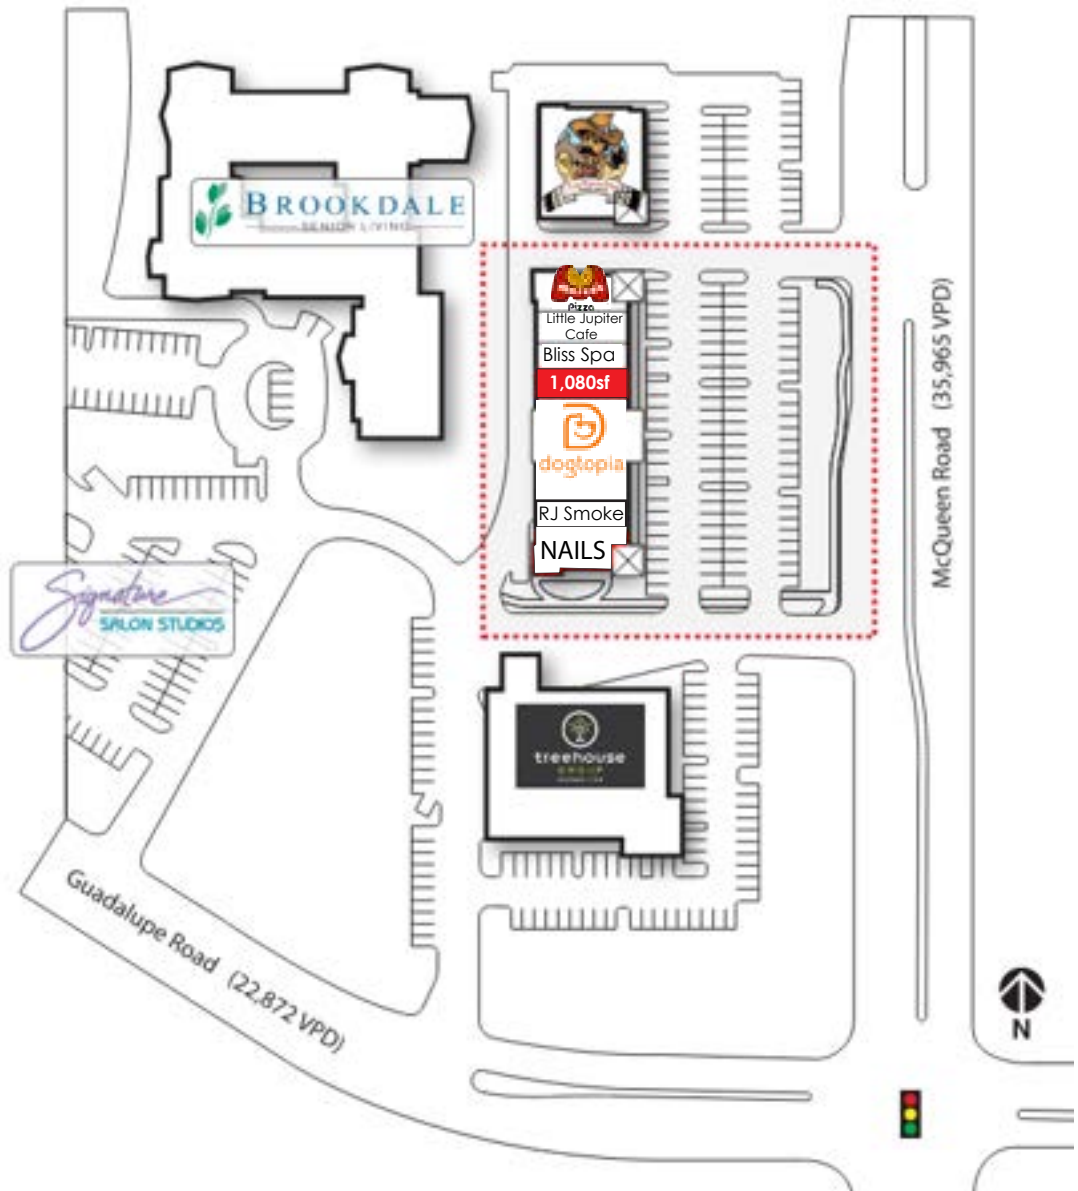 BROOKDALE
SENIOR LIVING
Pizza
Little Jupiter
Cafe
Bliss Spa
1,080sf
dogtopia
RJ Smoke
NAILS
Signature
SALON STUDIOS
treehouse
GROUP
McQueen Road (35,965 VPD)
Guadalupe Road (22,872 VPD)
N